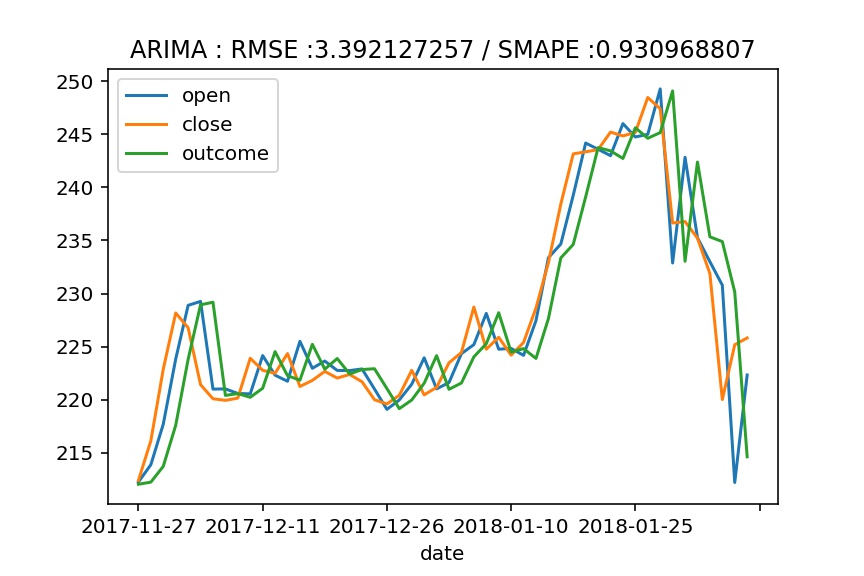 ARIMA : RMSE :3.392127257 / SMAPE :0.930968807
open
close
outcome
250
245
240
235
230
225
220
215
2017-11-27 2017-12-11 2017-12-26 2018-01-10 2018-01-25
date